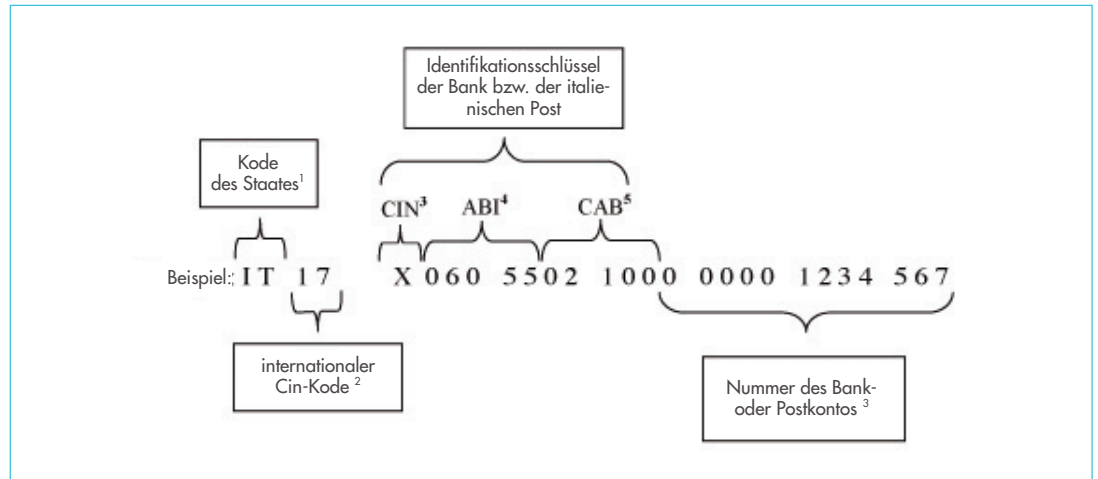 Identifikationsschlüssel
der Bank bzw. der italie-
nischen Post
Kode
des Staates¹
CIN³ ABI⁴ CAB⁵
Beispiel:; I T 1 7 X 0 6 0 5 5 0 2 1 0 0 0 0 0 0 0 0 1 2 3 4 5 6 7
internationaler
Cin-Kode ²
Nummer des Bank-
oder Postkontos ³